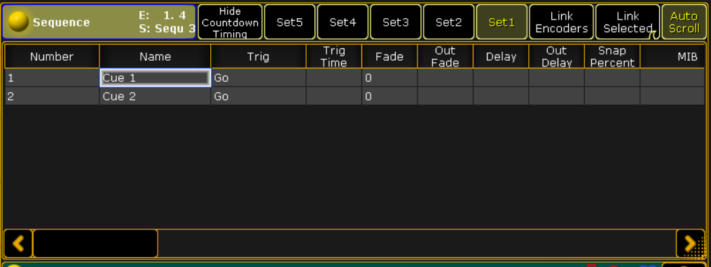 Sequence E: 1. 4 S: Sequ 3 Hide Countdown Timing Set5 Set4 Set3 Set2 Set1 Link Encoders Link Selected Auto Scroll
Number Name Trig Trig Time Fade Out Fade Delay Out Delay Snap Percent MIB
1 Cue 1 Go 0
2 Cue 2 Go 0